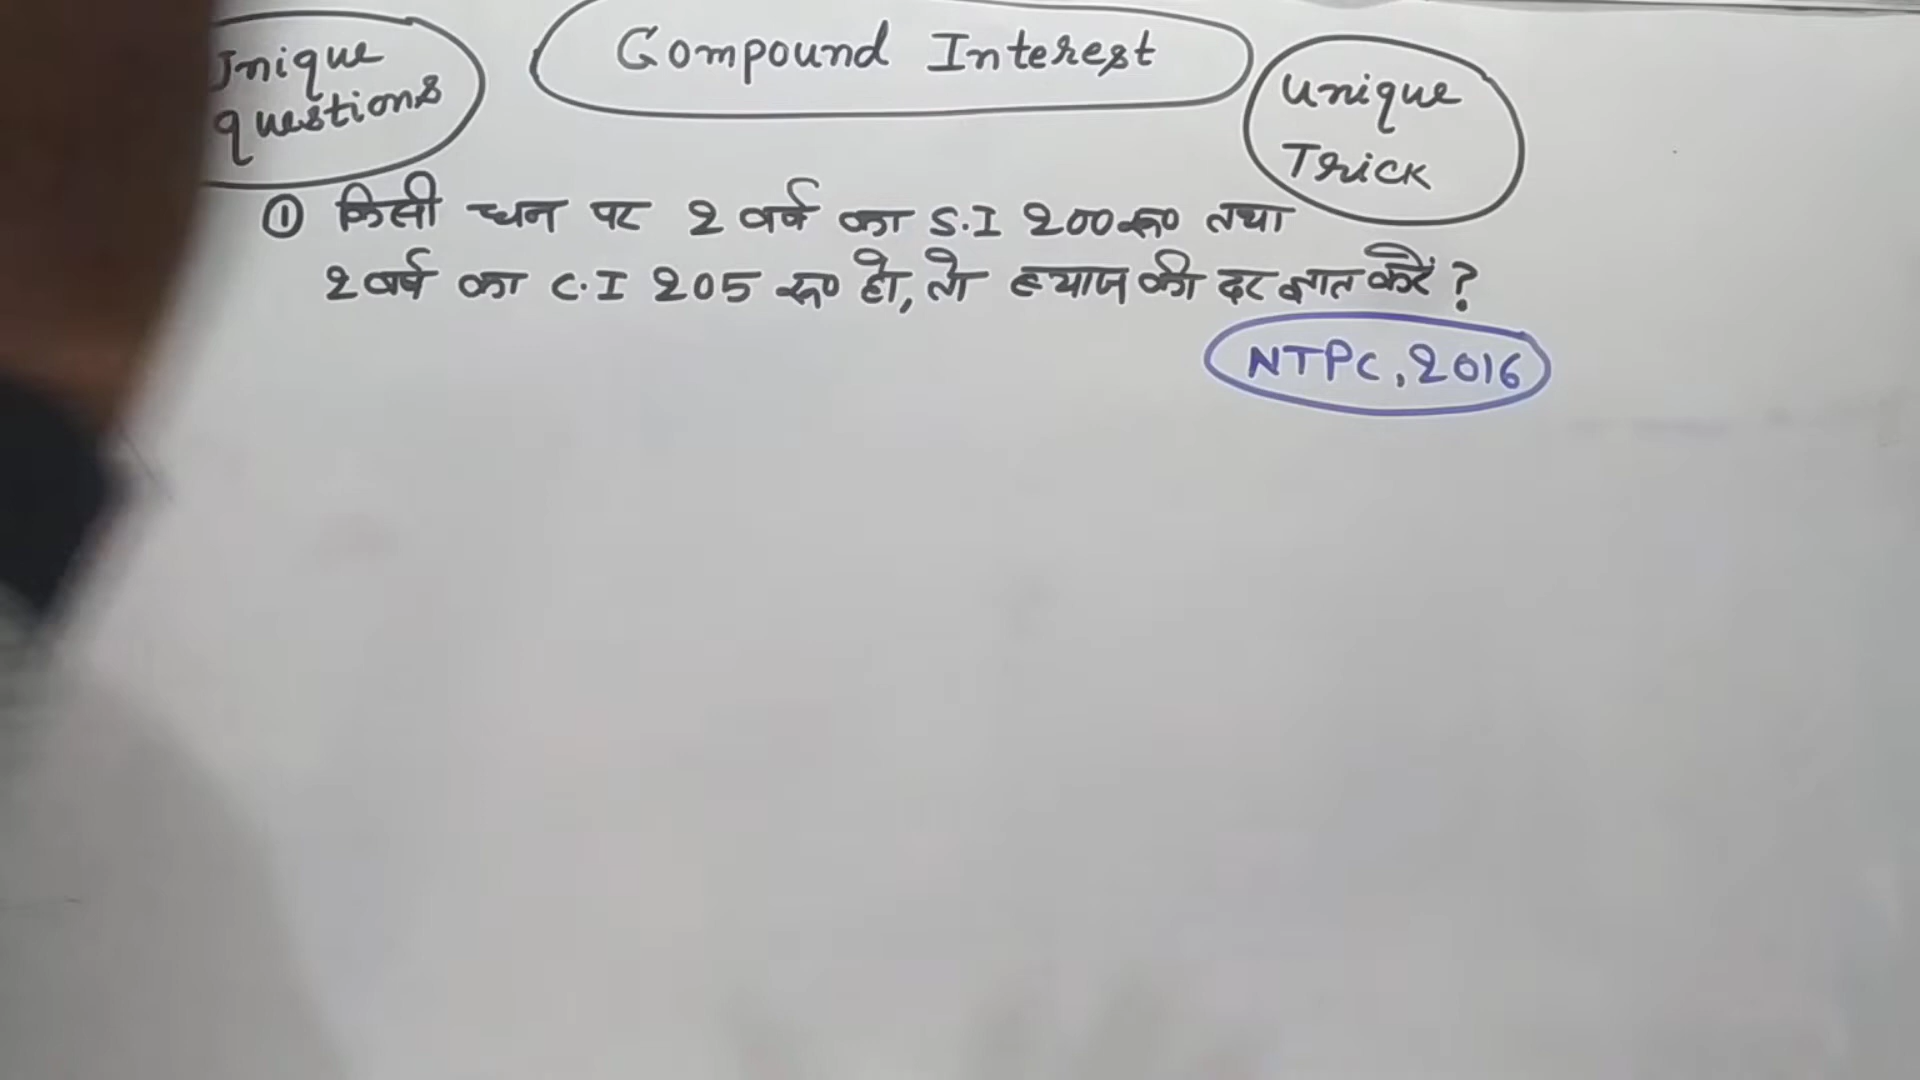 Unique
questions
Compound Interest
Unique
Trick
① किसी धन पर 2 वर्ष का S.I 200रू० तथा
2 वर्ष का C.I 205 रू० हो, तो ब्याज की दर ज्ञात करें ?
NTPC, 2016